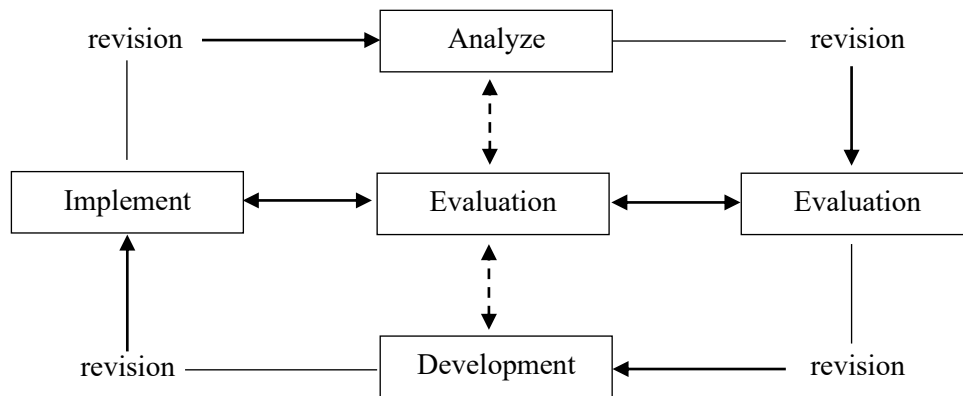 revision
Analyze
revision
Implement
Evaluation
Evaluation
revision
Development
revision